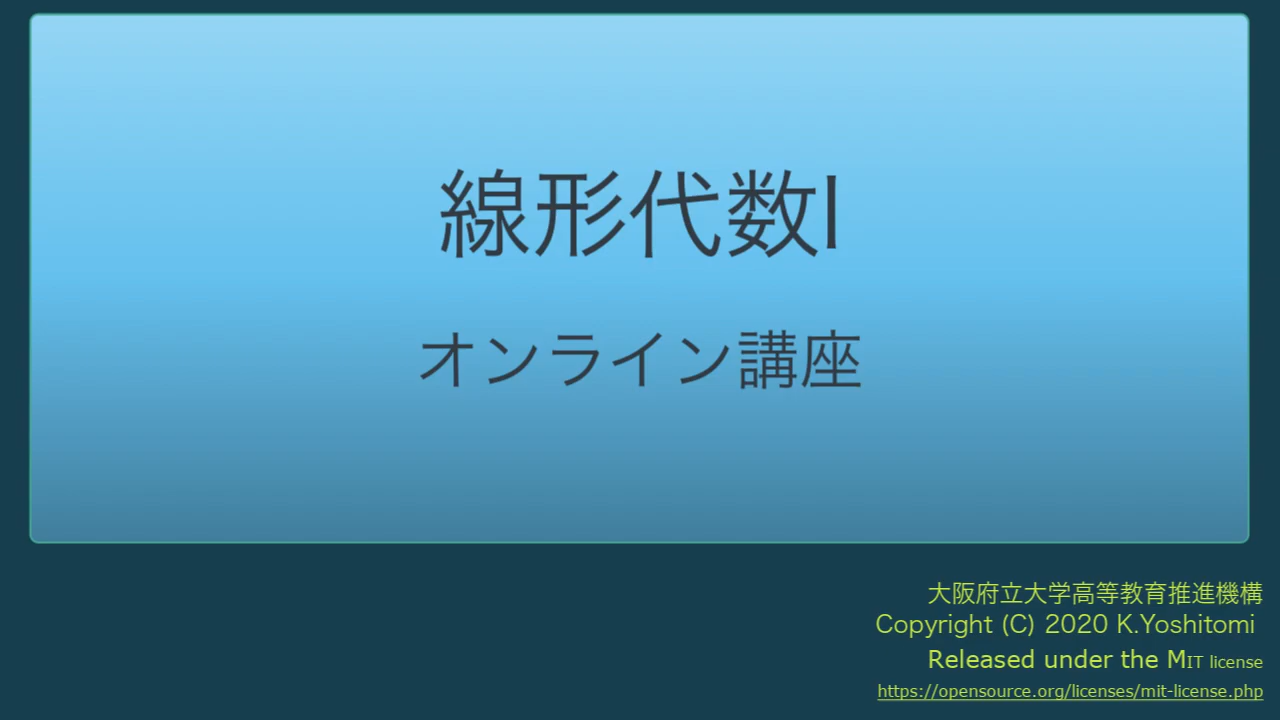 線形代数I
オンライン講座
大阪府立大学高等教育推進機構
Copyright (C) 2020 K.Yoshitomi
Released under the MIT license
https://opensource.org/licenses/mit-license.php